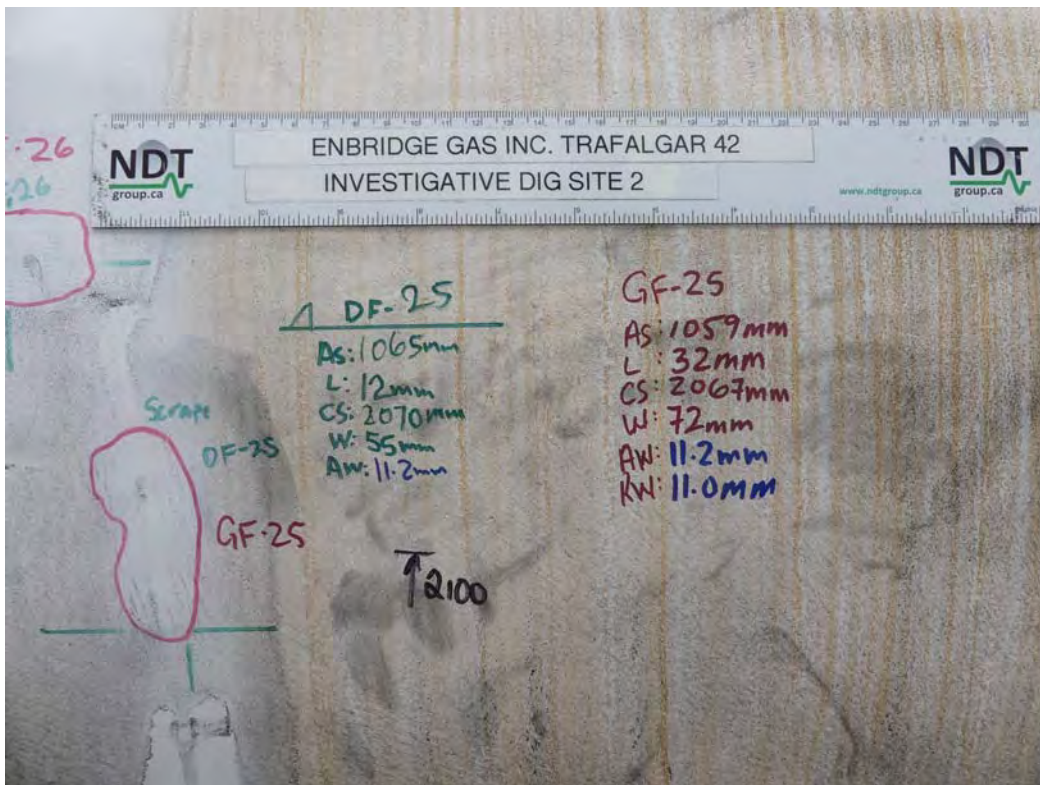 NDT
group.ca
ENBRIDGE GAS INC. TRAFALGAR 42
INVESTIGATIVE DIG SITE 2
www.ndtgroup.ca
NDT
group.ca
26
26
DF-25
As: 1065mm
L: 12mm
CS: 2070mm
W: 55mm
AW: 11.2mm
GF-25
AS: 1059mm
L: 32mm
CS: 2067mm
W: 72mm
AW: 11.2mm
RW: 11.0mm
Scrape
DF-25
GF-25
2100